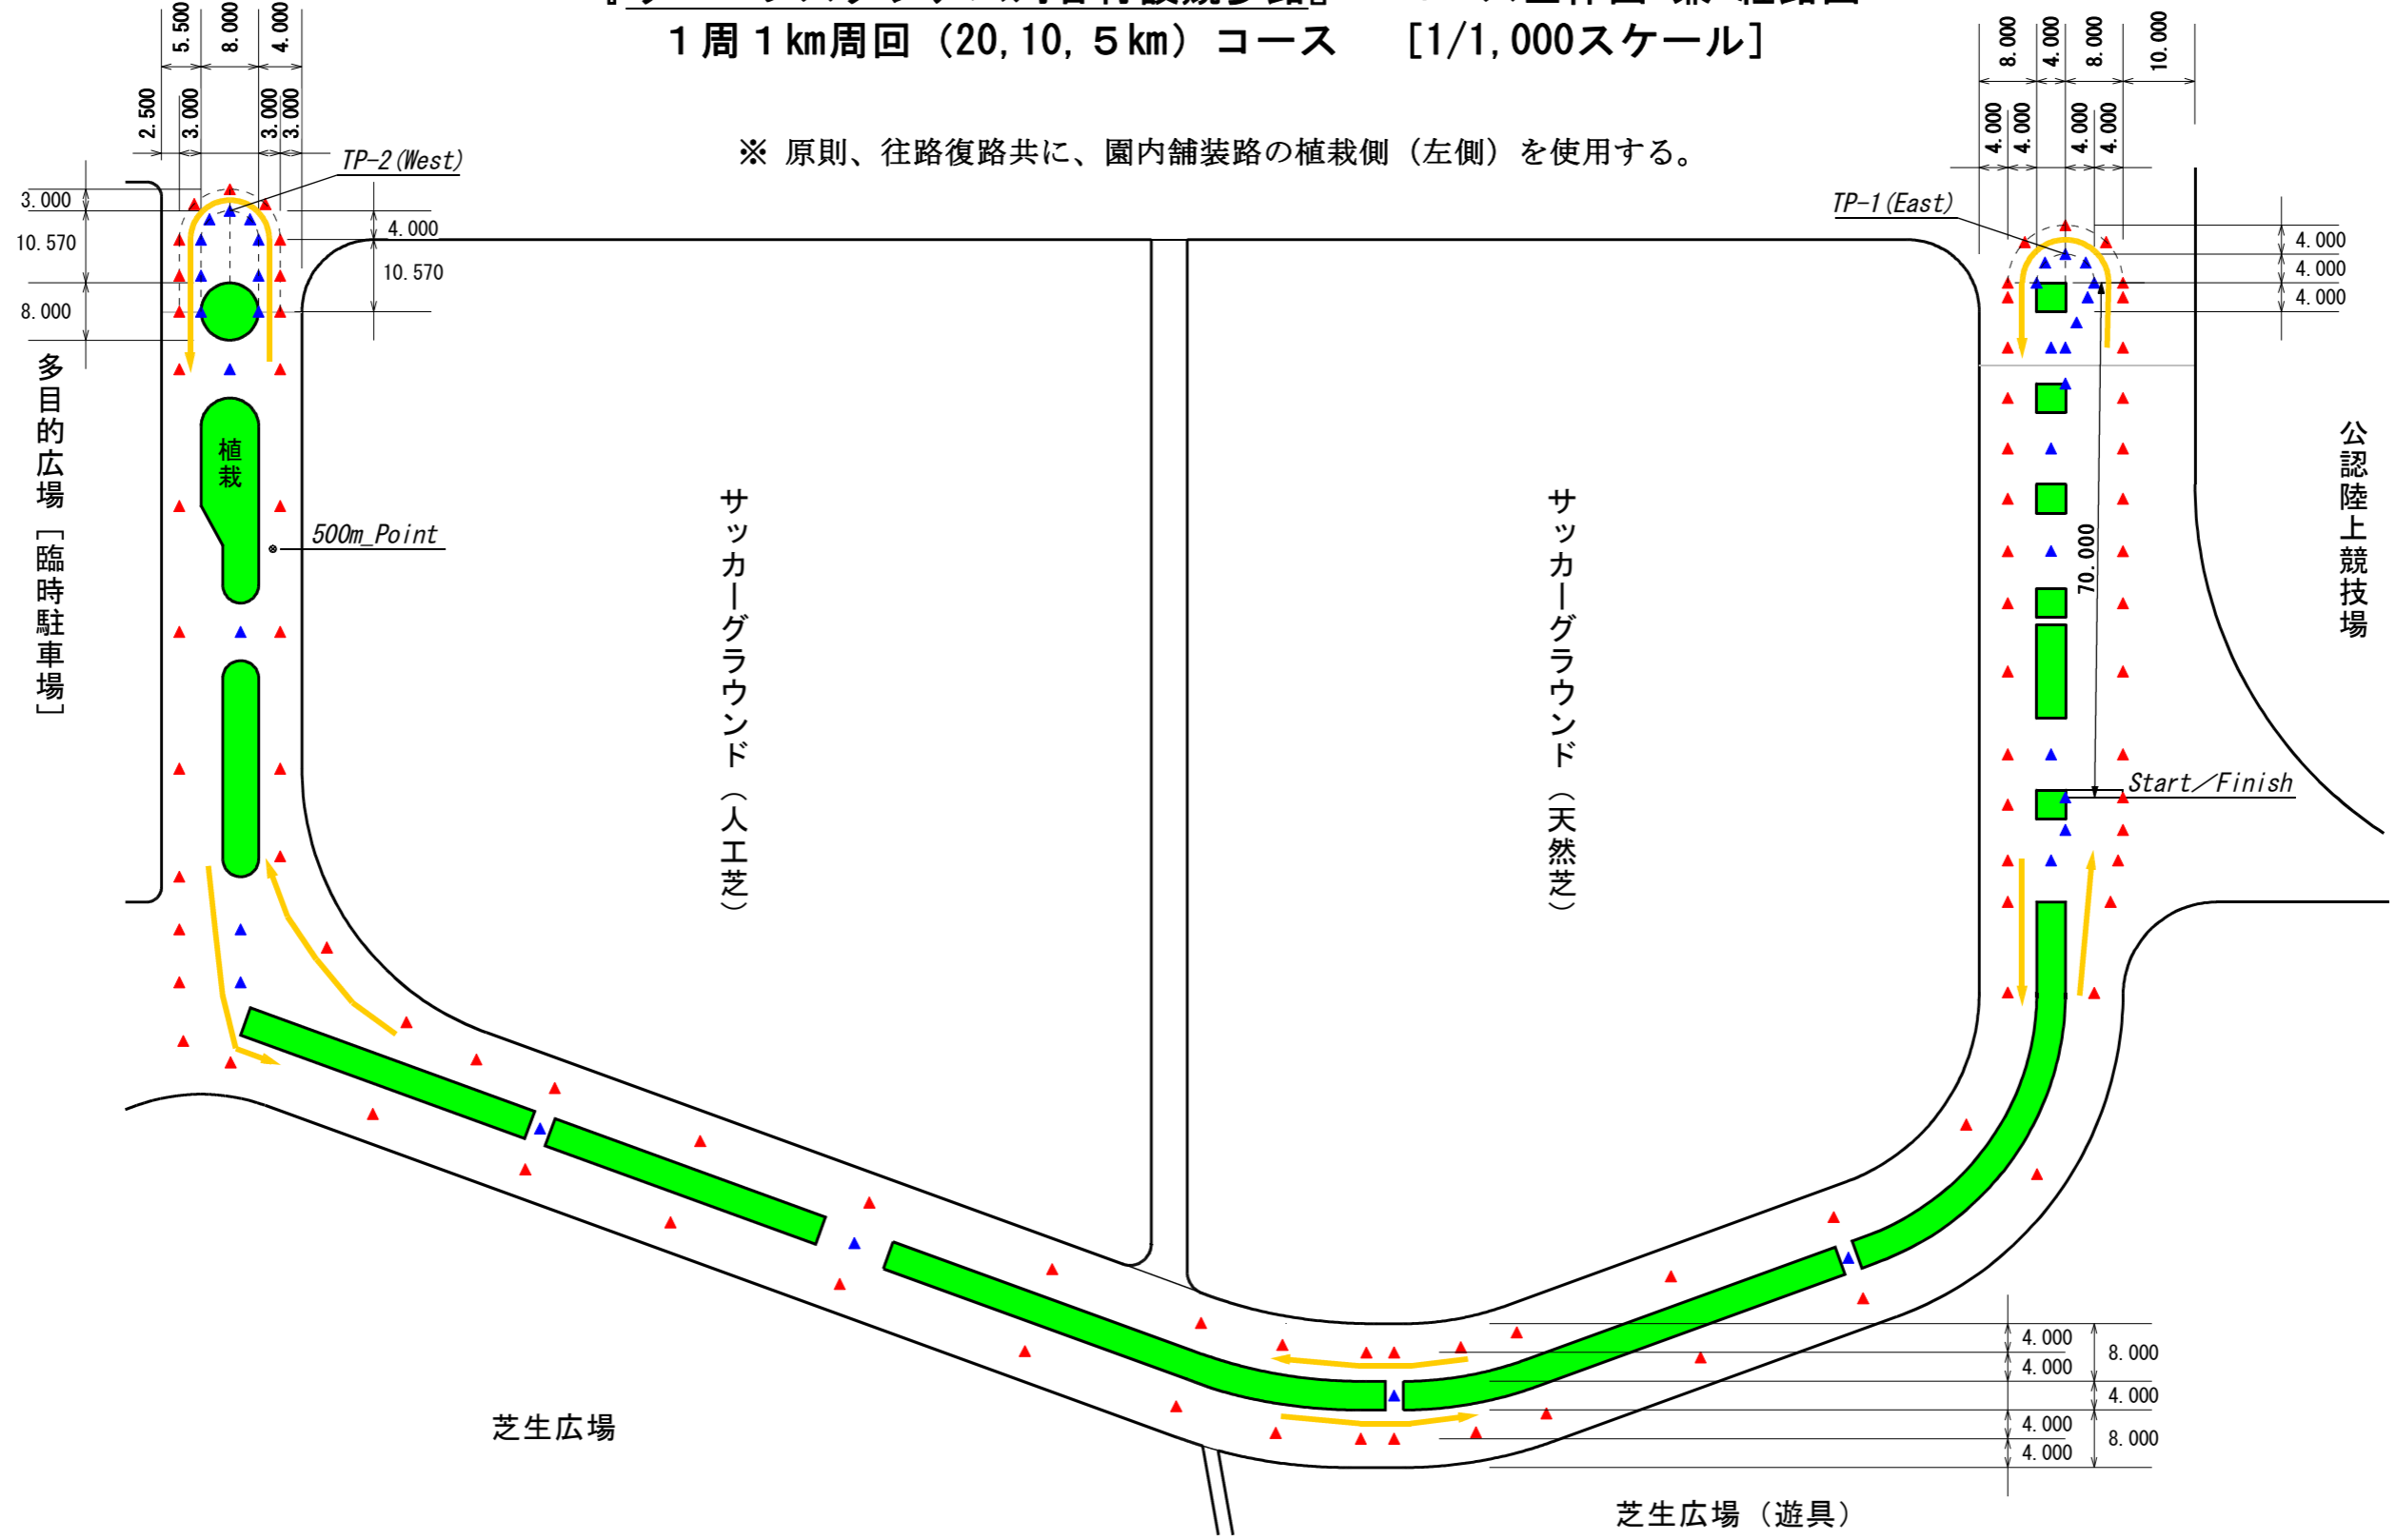 1周1km周回（20,10,5km）コース [1/1,000スケール]
※ 原則、往路復路共に、園内舗装路の植栽側（左側）を使用する。
5.500
8.000
4.000
2.500
3.000
3.000
3.000
TP-2(West)
3.000
10.570
8.000
4.000
10.570
8.000
4.000
8.000
10.000
4.000
4.000
4.000
4.000
TP-1(East)
4.000
4.000
4.000
多目的広場［臨時駐車場］
植栽
500m_Point
サッカーグラウンド（人工芝）
サッカーグラウンド（天然芝）
70.000
公認陸上競技場
Start／Finish
4.000
4.000
8.000
4.000
4.000
4.000
8.000
芝生広場
芝生広場（遊具）